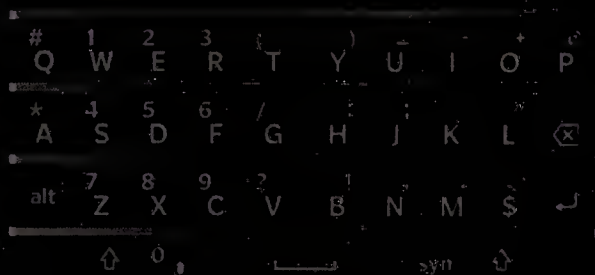 # 1 2 3 ( ) _ - +
Q W E R T Y U I O P
* 4 5 6 / : ;
A S D F G H J K L
7 8 9 ? ! ,
alt Z X C V B N M $
0 sym